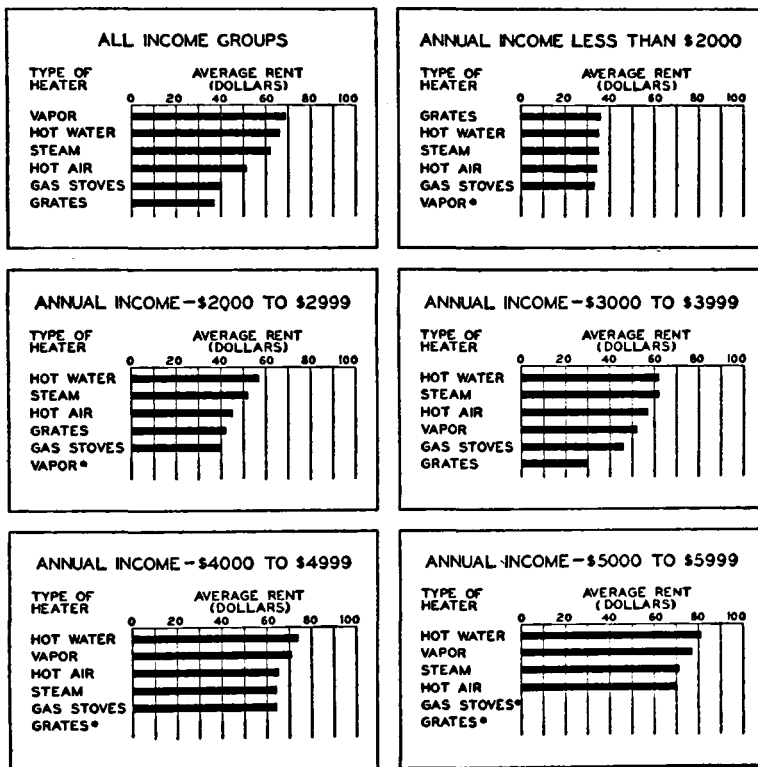 ALL INCOME GROUPS
TYPE OF HEATER AVERAGE RENT (DOLLARS)
0 20 40 60 80 100
VAPOR
HOT WATER
STEAM
HOT AIR
GAS STOVES
GRATES
ANNUAL INCOME LESS THAN $2000
TYPE OF HEATER AVERAGE RENT (DOLLARS)
0 20 40 60 80 100
GRATES
HOT WATER
STEAM
HOT AIR
GAS STOVES
VAPOR*
ANNUAL INCOME-$2000 TO $2999
TYPE OF HEATER AVERAGE RENT (DOLLARS)
0 20 40 60 80 100
HOT WATER
STEAM
HOT AIR
GRATES
GAS STOVES
VAPOR*
ANNUAL INCOME-$3000 TO $3999
TYPE OF HEATER AVERAGE RENT (DOLLARS)
0 20 40 60 80 100
HOT WATER
STEAM
HOT AIR
VAPOR
GAS STOVES
GRATES
ANNUAL INCOME-$4000 TO $4999
TYPE OF HEATER AVERAGE RENT (DOLLARS)
0 20 40 60 80 100
HOT WATER
VAPOR
HOT AIR
STEAM
GAS STOVES
GRATES*
ANNUAL INCOME-$5000 TO $5999
TYPE OF HEATER AVERAGE RENT (DOLLARS)
0 20 40 60 80 100
HOT WATER
VAPOR
STEAM
HOT AIR
GAS STOVES*
GRATES*